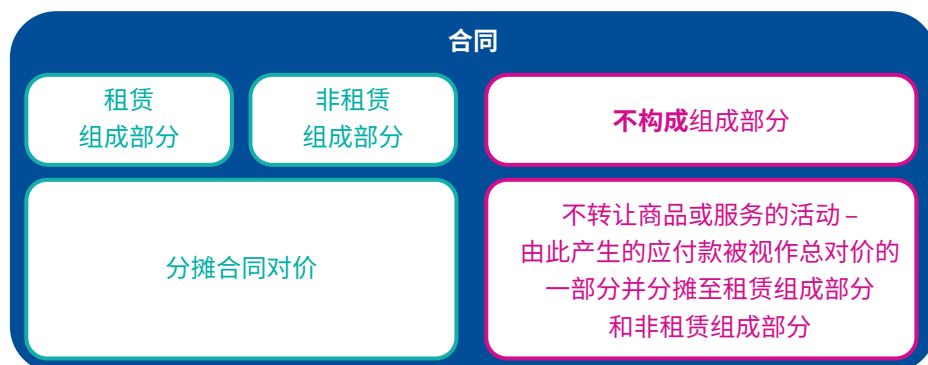 合同
租赁
组成部分
非租赁
组成部分
不构成组成部分
分摊合同对价
不转让商品或服务的活动 –
由此产生的应付款被视作总对价的
一部分并分摊至租赁组成部分
和非租赁组成部分